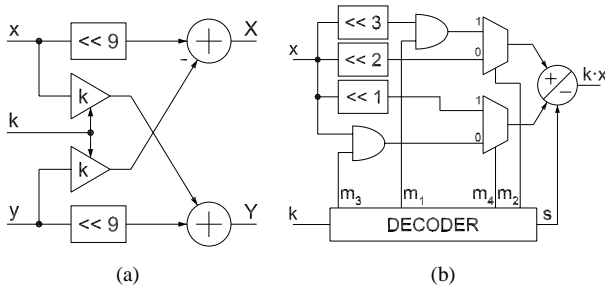 x
<< 9
+
X
-
k
k
k
y
<< 9
+
Y
(a)
x
<< 3
<< 2
<< 1
1
0
1
0
+
+
−
+
k·x
m3
m1
m4
m2
s
k
DECODER
(b)